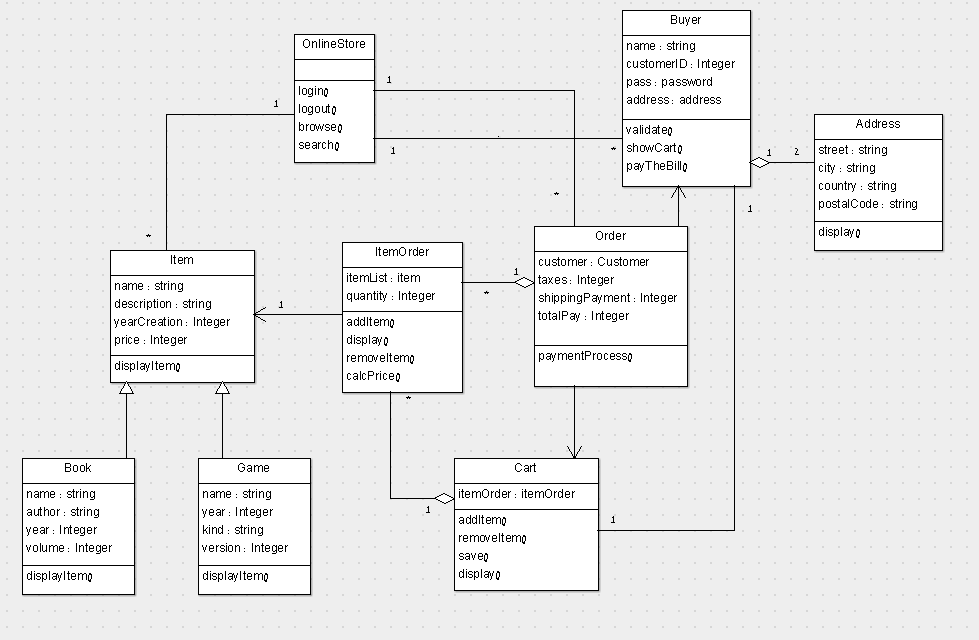 Buyer
name : string
customerID : Integer
pass : password
address : address
validate()
showCart()
payTheBill()
OnlineStore
login()
logout()
browse()
search()
1
1
1
*
1
2
Address
street : string
city : string
country : string
postalCode : string
display()
*
*
1
Item
name : string
description : string
yearCreation : Integer
price : Integer
displayItem()
1
ItemOrder
itemList : item
quantity : Integer
addItem()
display()
removeItem()
calcPrice()
*
1
*
Order
customer : Customer
taxes : Integer
shippingPayment : Integer
totalPay : Integer
paymentProcess()
Book
name : string
author : string
year : Integer
volume : Integer
displayItem()
Game
name : string
year : Integer
kind : string
version : Integer
displayItem()
1
Cart
itemOrder : itemOrder
addItem()
removeItem()
save()
display()
1